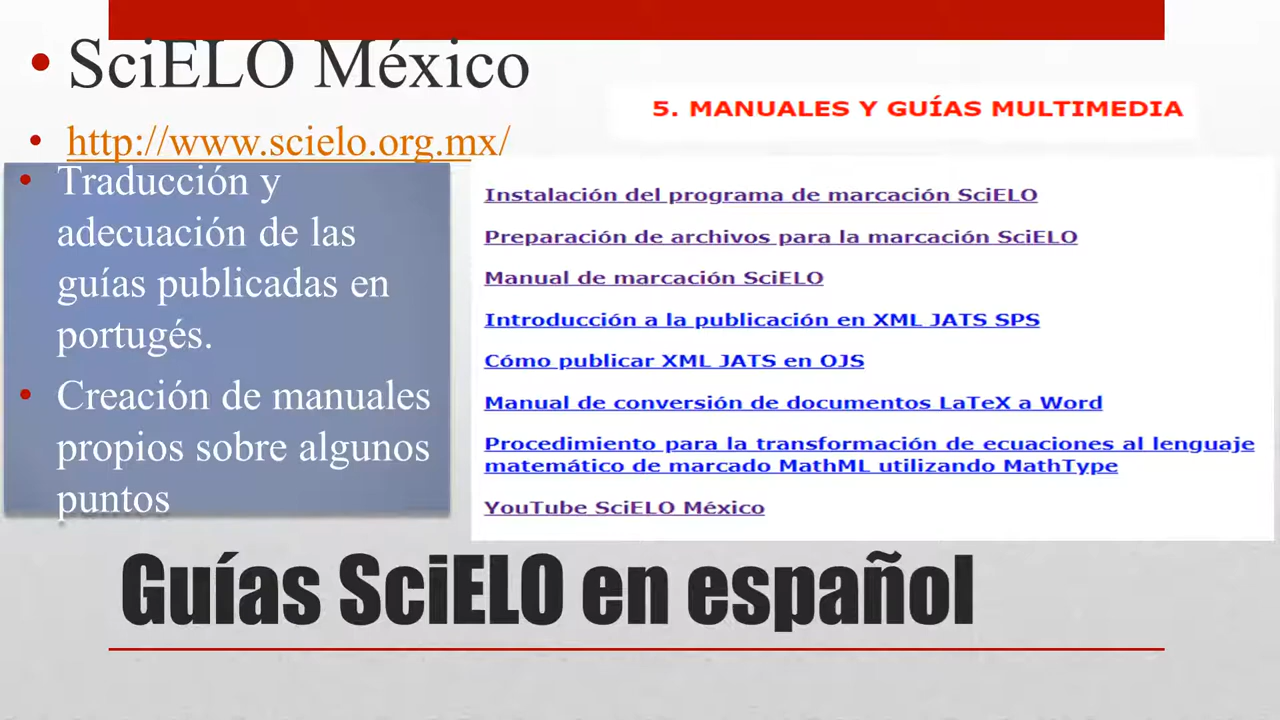 • SciELO México
• http://www.scielo.org.mx/
• Traducción y
adecuación de las
guías publicadas en
portugés.
• Creación de manuales
propios sobre algunos
puntos
5. MANUALES Y GUÍAS MULTIMEDIA
Instalación del programa de marcación SciELO
Preparación de archivos para la marcación SciELO
Manual de marcación SciELO
Introducción a la publicación en XML JATS SPS
Cómo publicar XML JATS en OJS
Manual de conversión de documentos LaTeX a Word
Procedimiento para la transformación de ecuaciones al lenguaje
matemático de marcado MathML utilizando MathType
YouTube SciELO México
Guías SciELO en español